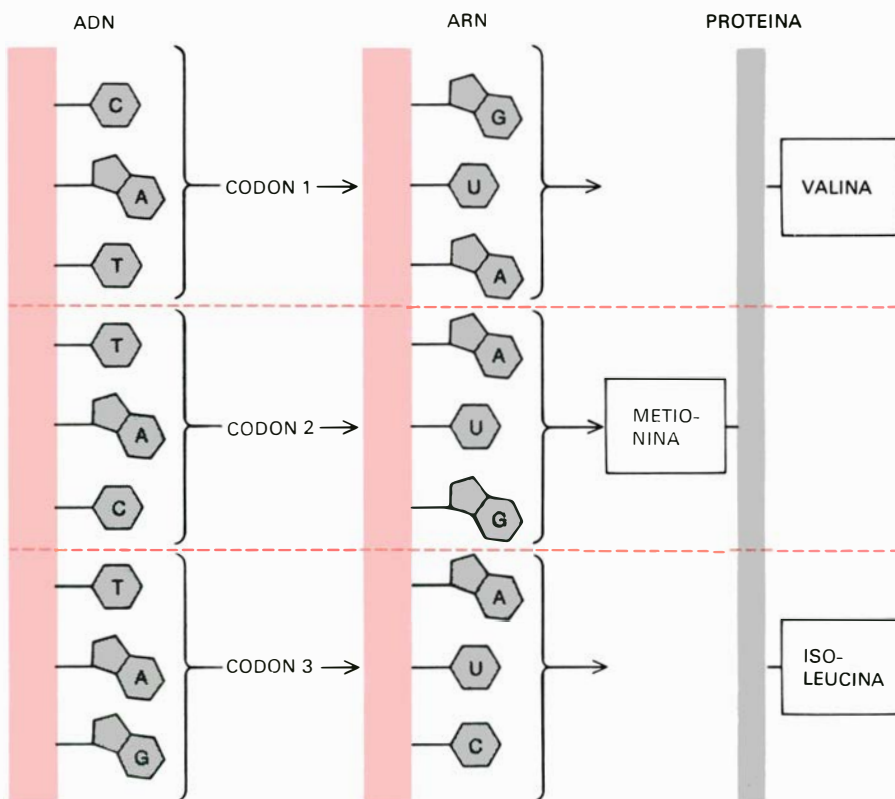 ADN
ARN
PROTEINA
C
A
T
CODON 1
G
U
A
VALINA
T
A
C
CODON 2
A
U
G
METIO-
NINA
T
A
G
CODON 3
A
U
C
ISO-
LEUCINA